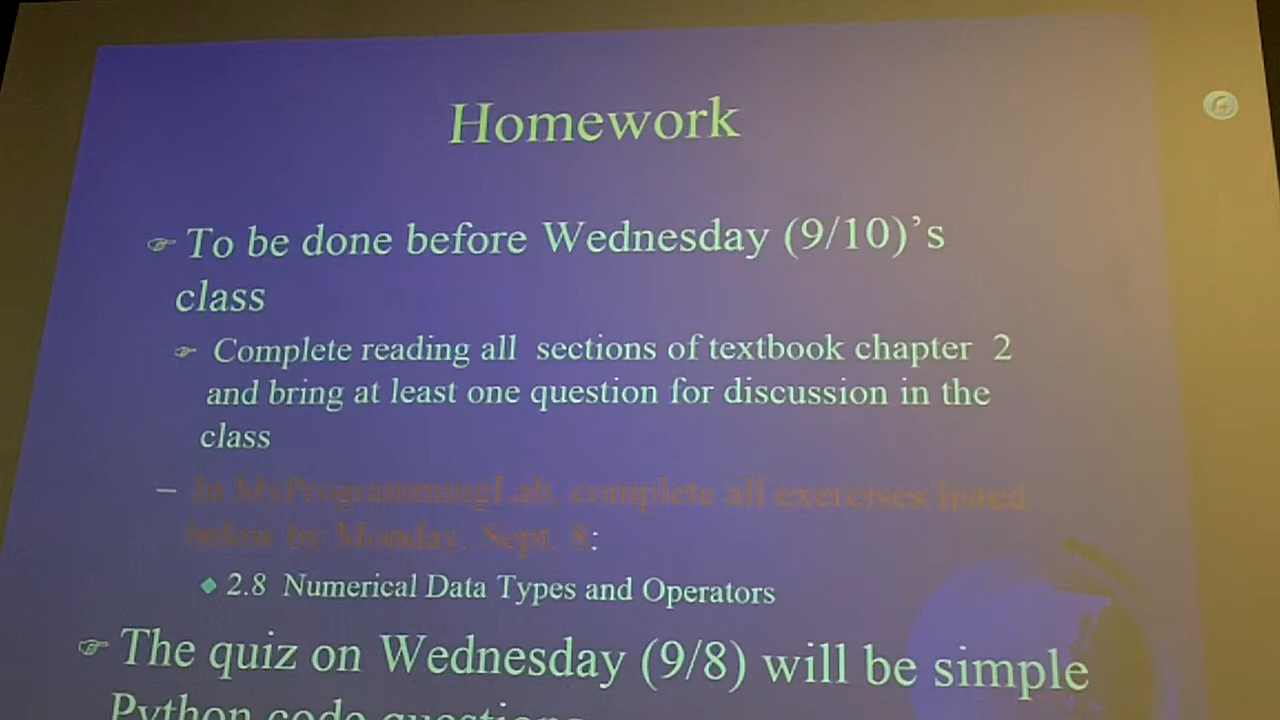 Homework
To be done before Wednesday (9/10)’s
class
Complete reading all sections of textbook chapter 2
and bring at least one question for discussion in the
class
– In MyProgrammingLab, complete all exercises listed
below by Monday, Sept. 8:
2.8 Numerical Data Types and Operators
The quiz on Wednesday (9/8) will be simple
Python code questions